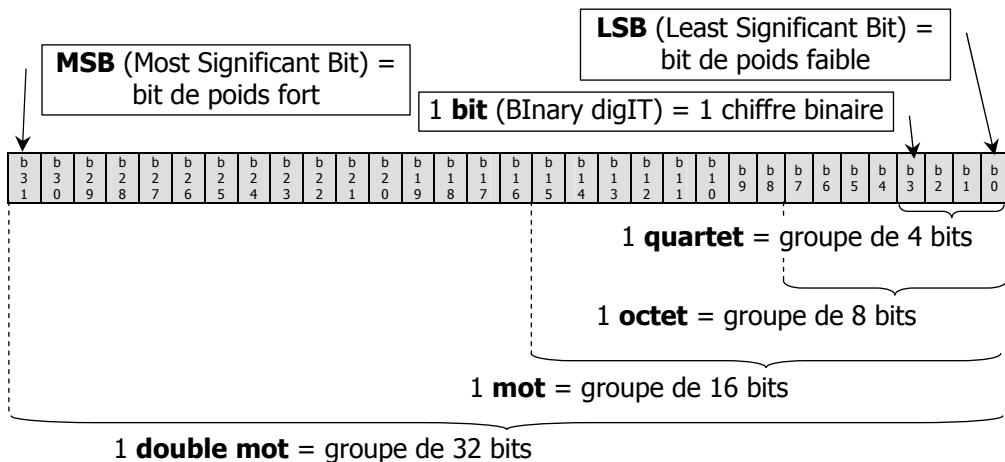 LSB (Least Significant Bit) =
bit de poids faible
MSB (Most Significant Bit) =
bit de poids fort
1 bit (BInary digIT) = 1 chiffre binaire
b31 b30 b29 b28 b27 b26 b25 b24 b23 b22 b21 b20 b19 b18 b17 b16 b15 b14 b13 b12 b11 b10 b9 b8 b7 b6 b5 b4 b3 b2 b1 b0
1 quartet = groupe de 4 bits
1 octet = groupe de 8 bits
1 mot = groupe de 16 bits
1 double mot = groupe de 32 bits